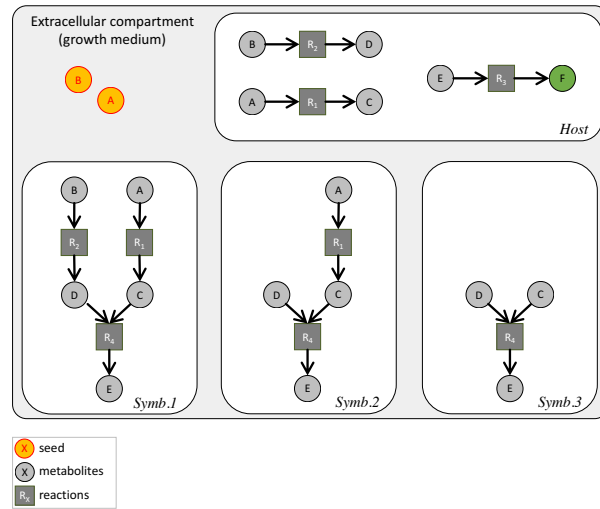 Extracellular compartment
(growth medium)
B
A
B
R2
D
A
R1
C
E
R3
F
Host
B
A
R2
R1
D
C
R4
E
Symb.1
A
R1
D
C
R4
E
Symb.2
D
C
R4
E
Symb.3
X seed
X metabolites
RX reactions